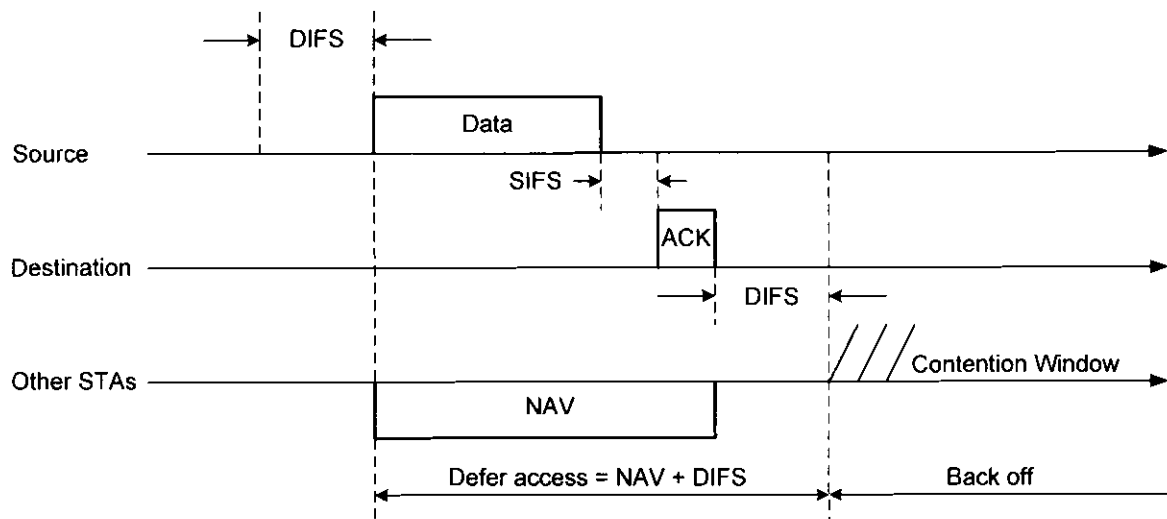 DIFS
Data
Source
SIFS
ACK
Destination
DIFS
Contention Window
Other STAs
NAV
Defer access = NAV + DIFS
Back off